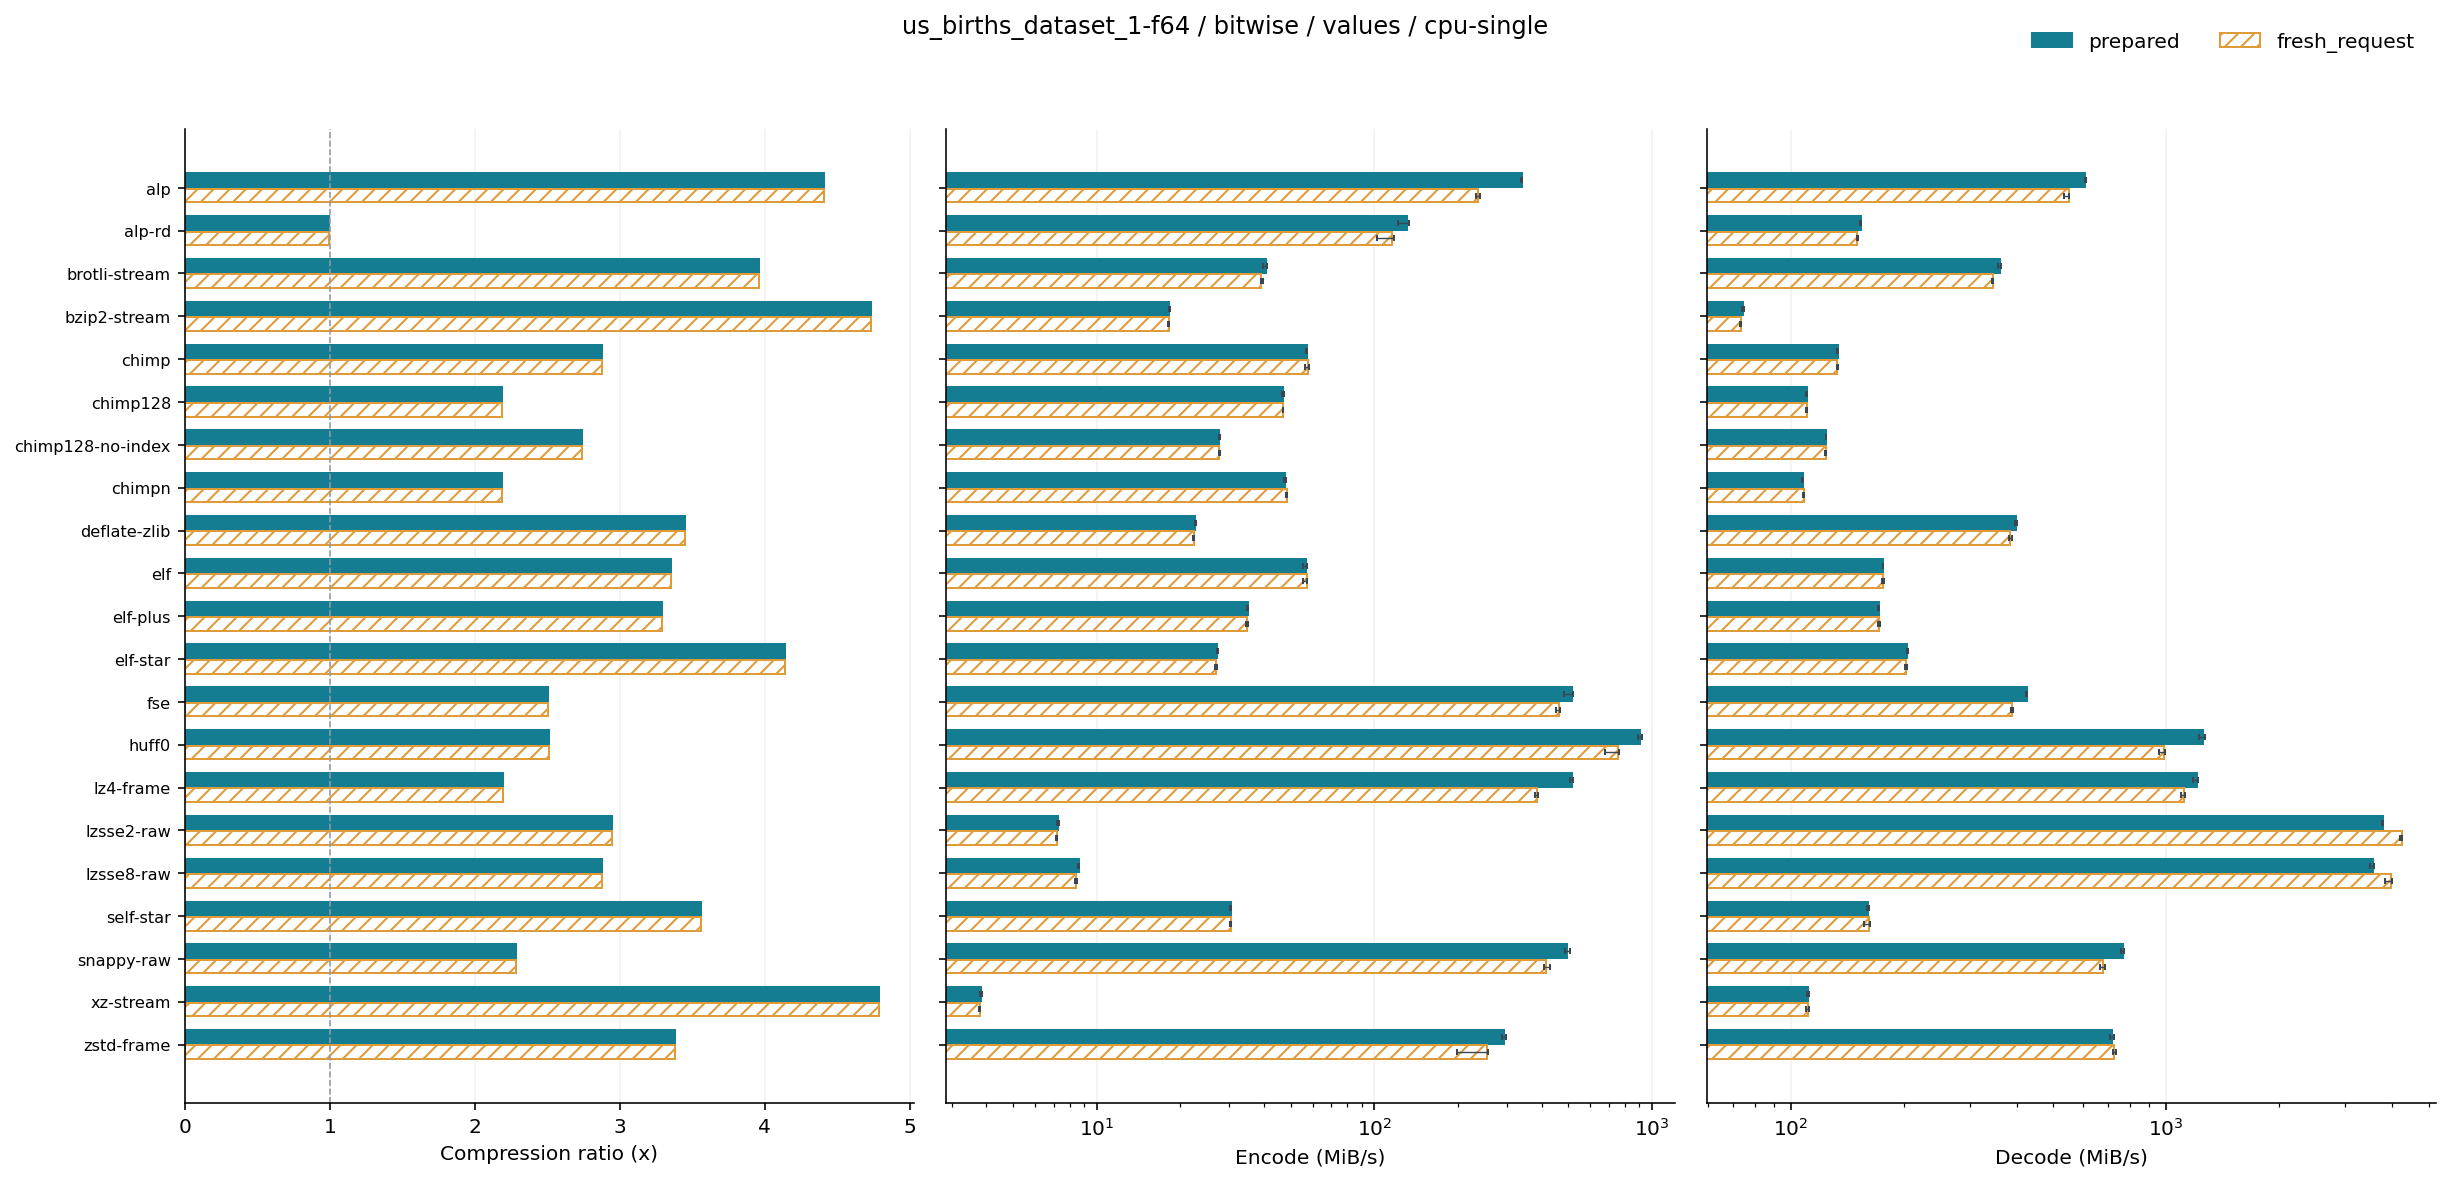 us_births_dataset_1-f64 / bitwise / values / cpu-single
prepared
fresh_request
alp
alp-rd
brotli-stream
bzip2-stream
chimp
chimp128
chimp128-no-index
chimpn
deflate-zlib
elf
elf-plus
elf-star
fse
huff0
lz4-frame
lzsse2-raw
lzsse8-raw
self-star
snappy-raw
xz-stream
zstd-frame
0 1 2 3 4 5
Compression ratio (x)
10¹ 10² 10³
Encode (MiB/s)
10² 10³
Decode (MiB/s)